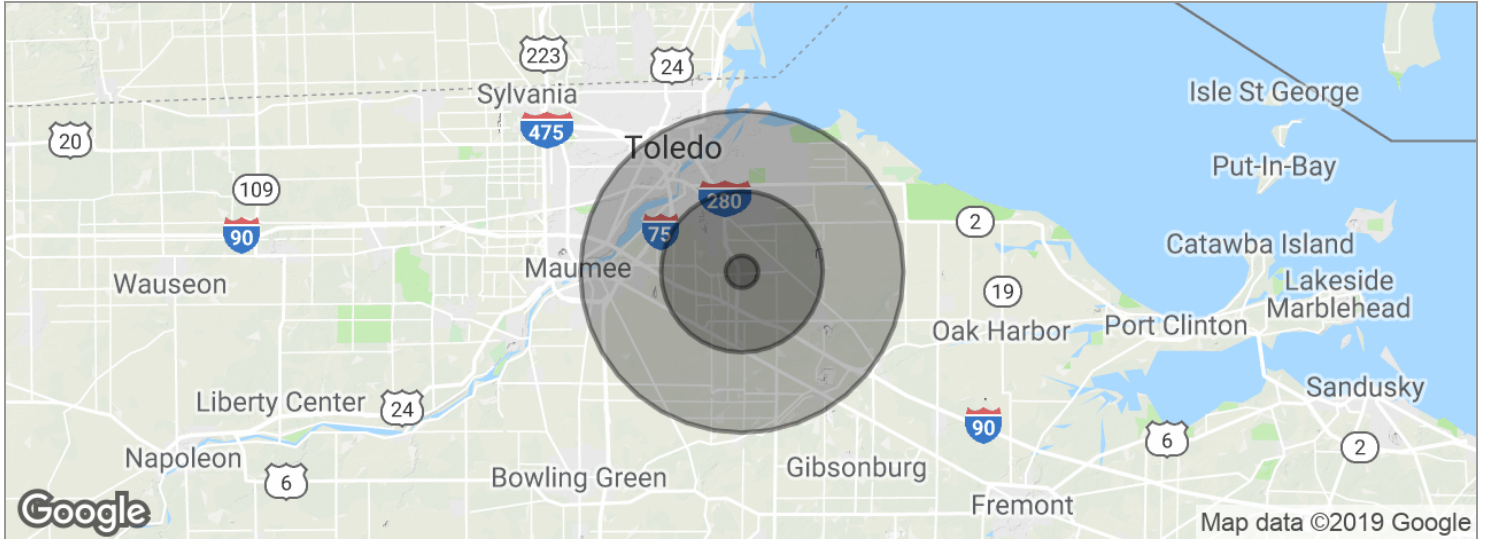 223
24
Sylvania
Isle St George
475
20
Toledo
Put-In-Bay
109
280
2
75
90
Catawba Island
Maumee
Wauseon
Lakeside
Marblehead
19
Oak Harbor
Port Clinton
Sandusky
Liberty Center
24
90
6
2
Napoleon
Gibsonburg
6
Bowling Green
Fremont
Google
Map data ©2019 Google